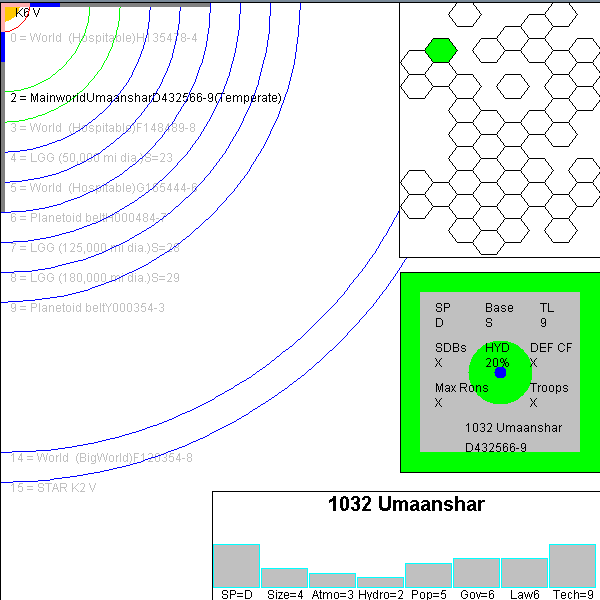 K6 V
0 = World  (Hospitable)H135478-4
2 = MainworldUmaansharD432566-9(Temperate)
3 = World  (Hospitable)F148489-8
4 = LGG (50,000 mi dia.)S=23
5 = World  (Hospitable)G165444-6
6 = Planetoid beltH000484-7
7 = LGG (125,000 mi dia.)S=26
8 = LGG (180,000 mi dia.)S=29
9 = Planetoid beltY000354-3
14 = World  (BigWorld)F120354-8
15 = STAR K2 V
SP Base TL
D S 9
SDBs HYD DEF CF
X 20% X
Max Rons Troops
X X
1032 Umaanshar
D432566-9
1032 Umaanshar
SP=D Size=4 Atmo=3 Hydro=2 Pop=5 Gov=6 Law6 Tech=9